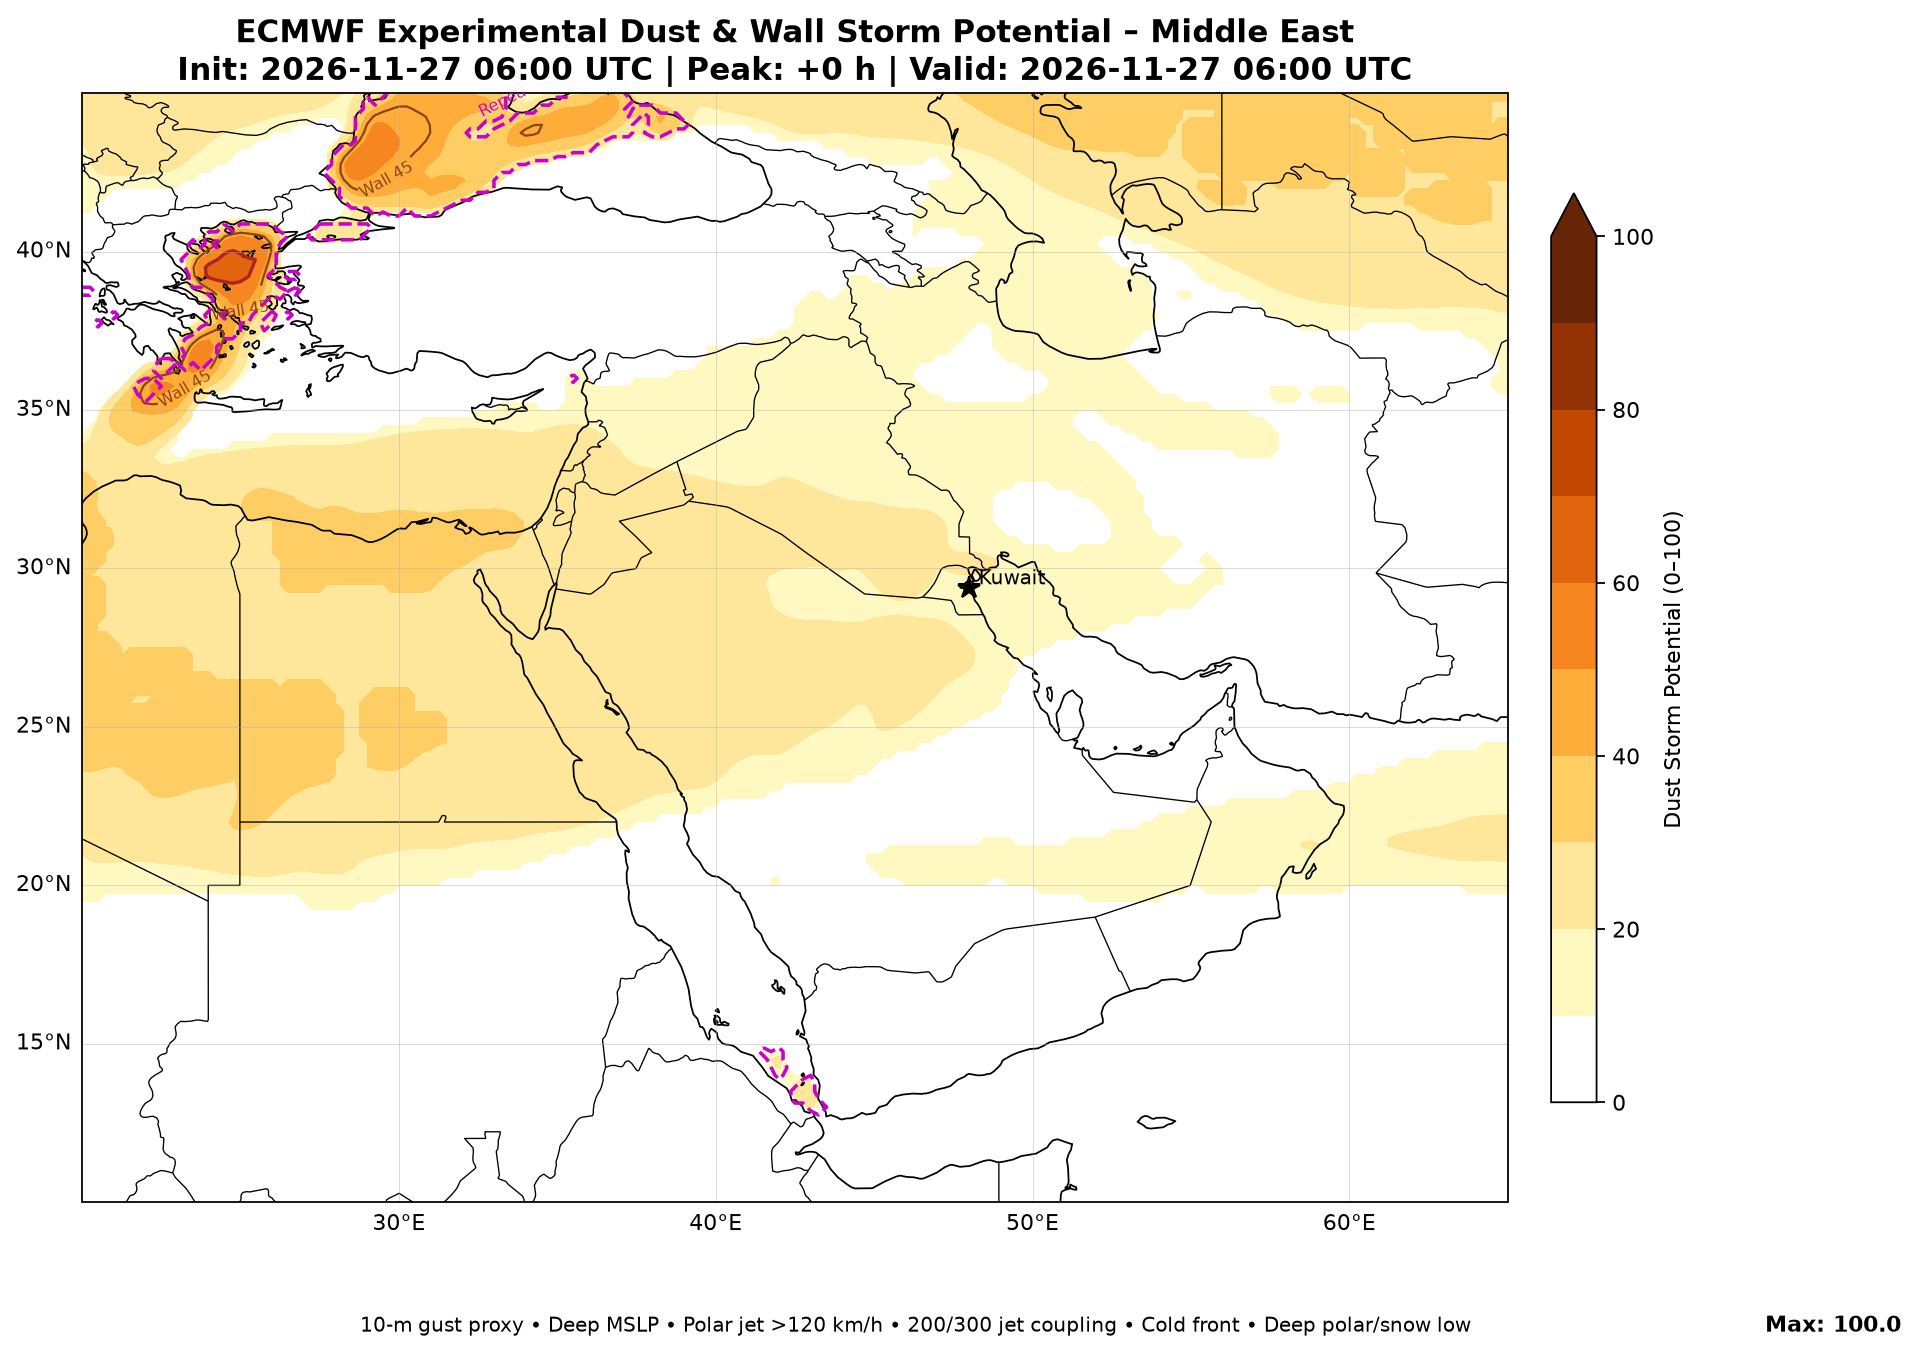 ECMWF Experimental Dust & Wall Storm Potential – Middle East
Init: 2026-11-27 06:00 UTC | Peak: +0 h | Valid: 2026-11-27 06:00 UTC
Wall 45
Wall 45
Wall 45
Kuwait
40°N
35°N
30°N
25°N
20°N
15°N
30°E
40°E
50°E
60°E
100
80
60
40
20
0
Dust Storm Potential (0–100)
10-m gust proxy • Deep MSLP • Polar jet >120 km/h • 200/300 jet coupling • Cold front • Deep polar/snow low
Max: 100.0